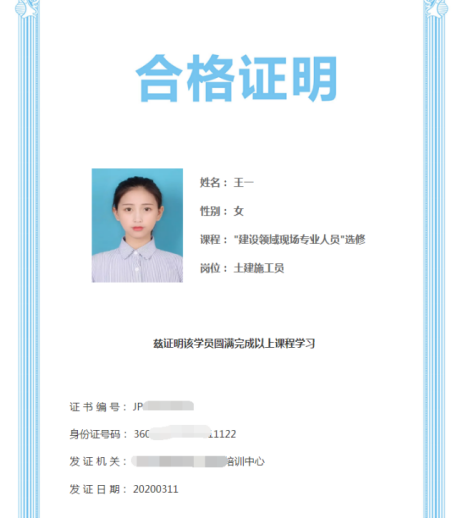 合格证明
姓名： 王一
性别： 女
课程： "建设领域现场专业人员"选修
岗位： 土建施工员
兹证明该学员圆满完成以上课程学习
证 书 编 号： JP
身份证号码： 360 11122
发 证 机 关： 培训中心
发 证 日 期： 20200311